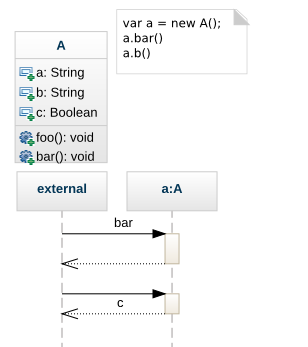 A
a: String
b: String
c: Boolean
foo(): void
bar(): void
var a = new A();
a.bar()
a.b()
external
a:A
bar
c